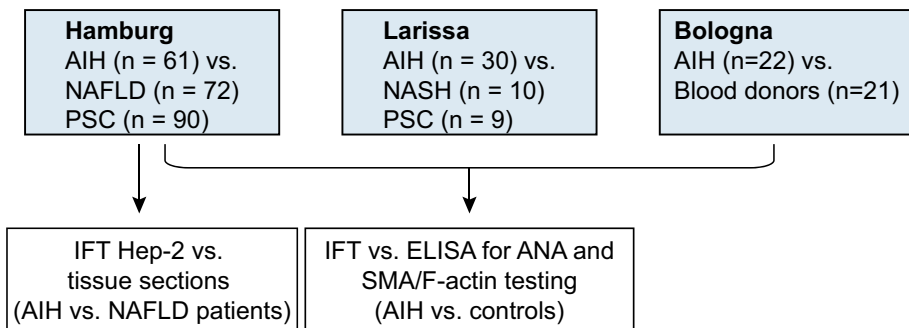 Hamburg
AIH (n = 61) vs.
NAFLD (n = 72)
PSC (n = 90)
Larissa
AIH (n = 30) vs.
NASH (n = 10)
PSC (n = 9)
Bologna
AIH (n=22) vs.
Blood donors (n=21)
IFT Hep-2 vs.
tissue sections
(AIH vs. NAFLD patients)
IFT vs. ELISA for ANA and
SMA/F-actin testing
(AIH vs. controls)